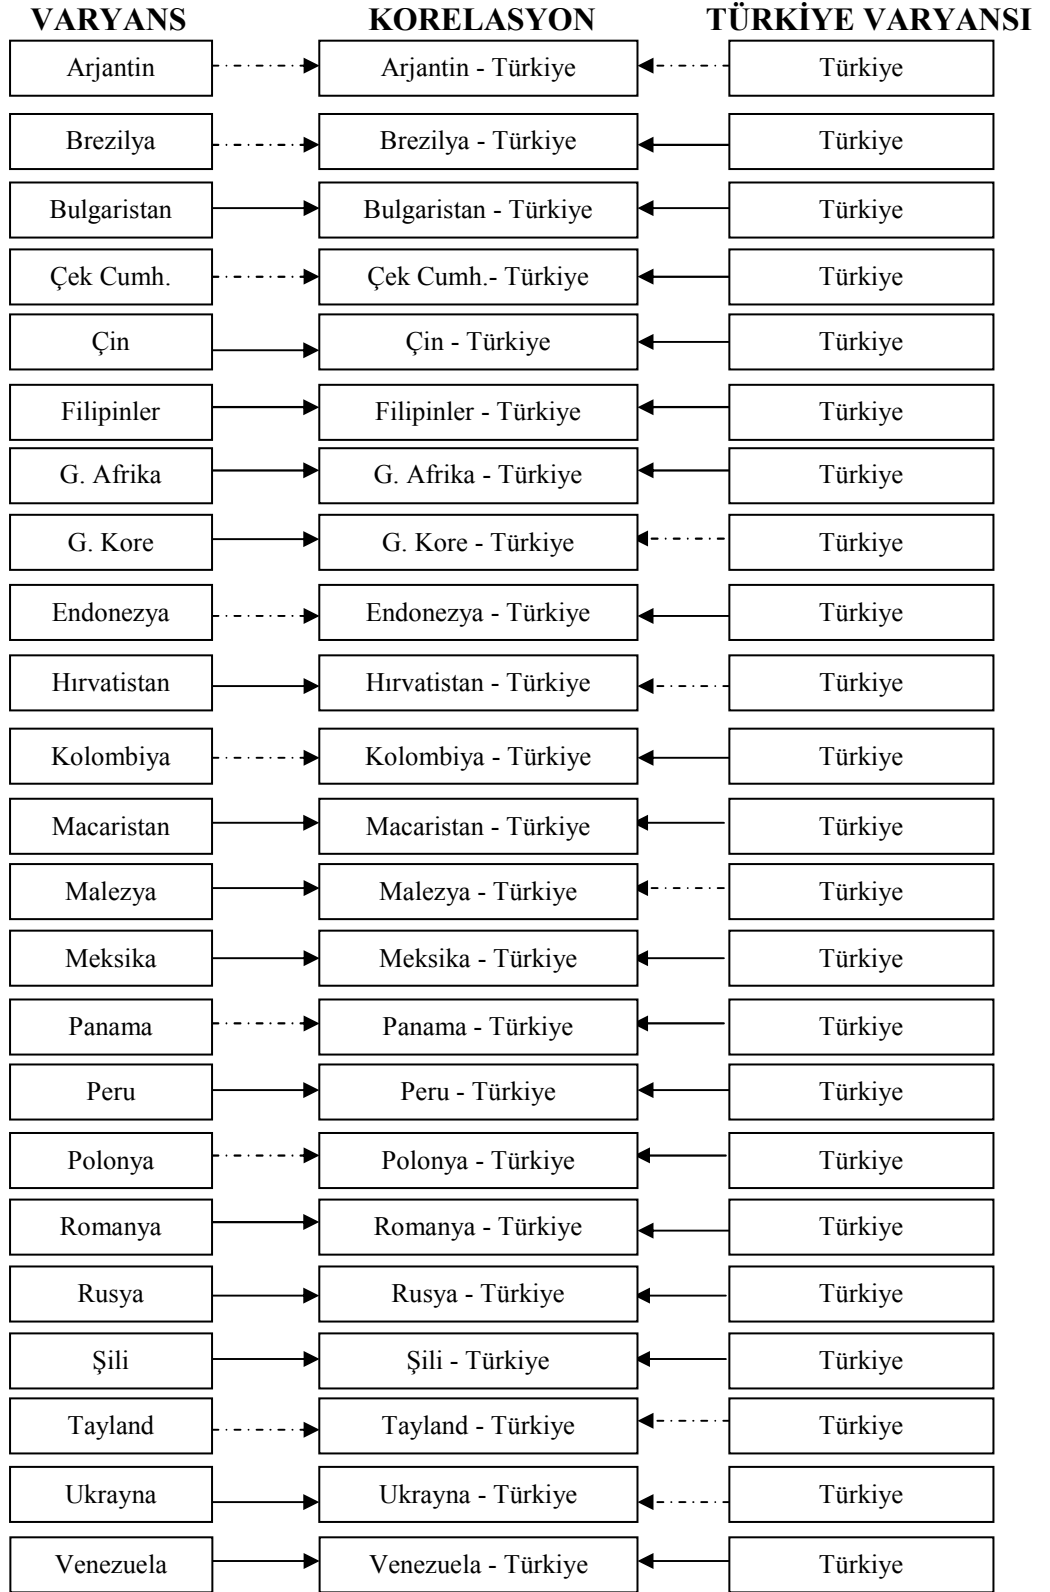 VARYANS KORELASYON TÜRKİYE VARYANSI
Arjantin Arjantin - Türkiye Türkiye
Brezilya Brezilya - Türkiye Türkiye
Bulgaristan Bulgaristan - Türkiye Türkiye
Çek Cumh. Çek Cumh.- Türkiye Türkiye
Çin Çin - Türkiye Türkiye
Filipinler Filipinler - Türkiye Türkiye
G. Afrika G. Afrika - Türkiye Türkiye
G. Kore G. Kore - Türkiye Türkiye
Endonezya Endonezya - Türkiye Türkiye
Hırvatistan Hırvatistan - Türkiye Türkiye
Kolombiya Kolombiya - Türkiye Türkiye
Macaristan Macaristan - Türkiye Türkiye
Malezya Malezya - Türkiye Türkiye
Meksika Meksika - Türkiye Türkiye
Panama Panama - Türkiye Türkiye
Peru Peru - Türkiye Türkiye
Polonya Polonya - Türkiye Türkiye
Romanya Romanya - Türkiye Türkiye
Rusya Rusya - Türkiye Türkiye
Şili Şili - Türkiye Türkiye
Tayland Tayland - Türkiye Türkiye
Ukrayna Ukrayna - Türkiye Türkiye
Venezuela Venezuela - Türkiye Türkiye